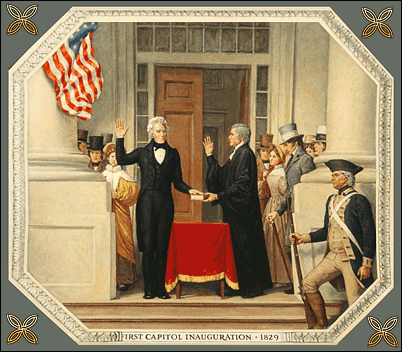 FIRST CAPITOL INAUGURATION · 1829